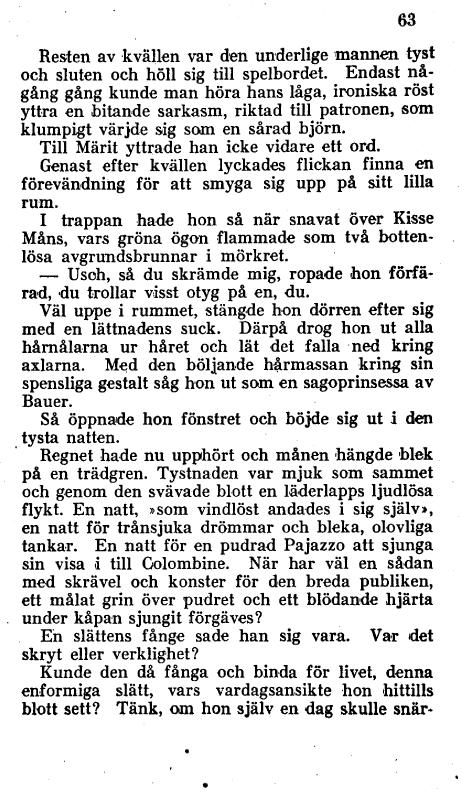 63
Resten av kvällen var den underlige mannen tyst
och sluten och höll sig till spelbordet. Endast nå-
gång gång kunde man höra hans låga, ironiska röst
yttra en bitande sarkasm, riktad till patronen, som
klumpigt värjde sig som en sårad björn.
Till Märit yttrade han icke vidare ett ord.
Genast efter kvällen lyckades flickan finna en
förevändning för att smyga sig upp på sitt lilla
rum.
I trappan hade hon så när snavat över Kisse
Måns, vars gröna ögon flammade som två botten-
lösa avgrundsbrunnar i mörkret.
— Usch, så du skrämde mig, ropade hon förfä-
rad, du trollar visst otyg på en, du.
Väl uppe i rummet, stängde hon dörren efter sig
med en lättnadens suck. Därpå drog hon ut alla
hårnålarna ur håret och lät det falla ned kring
axlarna. Med den böljande hårmassan kring sin
spensliga gestalt såg hon ut som en sagoprinsessa av
Bauer.
Så öppnade hon fönstret och böjde sig ut i den
tysta natten.
Regnet hade nu upphört och månen hängde blek
på en trädgren. Tystnaden var mjuk som sammet
och genom den svävade blott en läderlapps ljudlösa
flykt. En natt, »som vindlöst andades i sig själv»,
en natt för trånsjuka drömmar och bleka, olovliga
tankar. En natt för en pudrad Pajazzo att sjunga
sin visa i till Colombine. När har väl en sådan
med skrävel och konster för den breda publiken,
ett målat grin över pudret och ett blödande hjärta
under kåpan sjungit förgäves?
En slättens fånge sade han sig vara. Var det
skryt eller verklighet?
Kunde den då fånga och binda för livet, denna
enformiga slätt, vars vardagsansikte hon hittills
blott sett? Tänk, om hon själv en dag skulle snär-